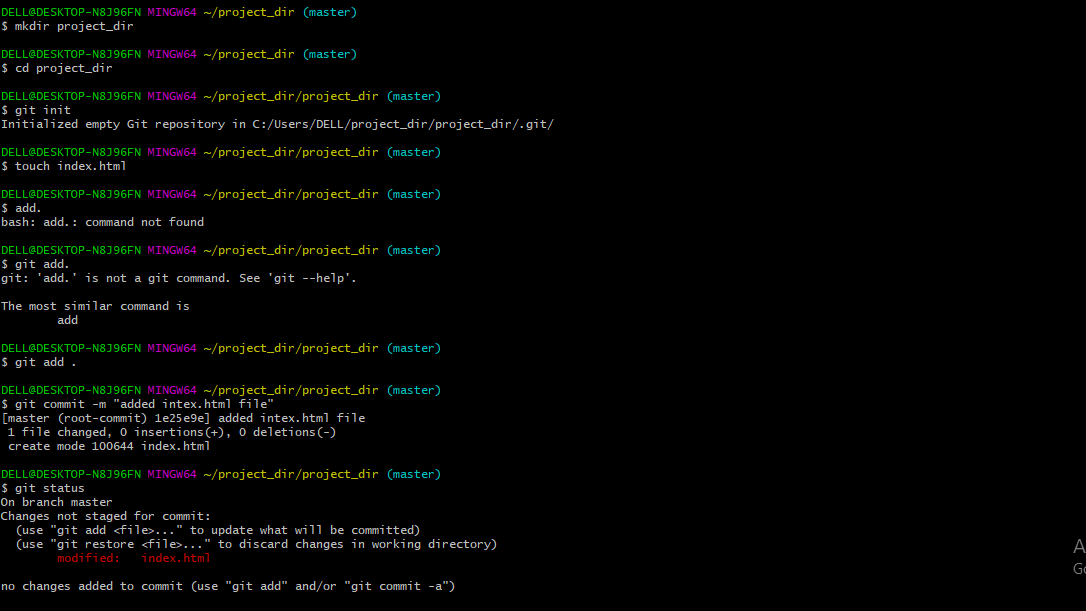 DELL@DESKTOP-N8J96FN MINGW64 ~/project_dir (master)
$ mkdir project_dir
DELL@DESKTOP-N8J96FN MINGW64 ~/project_dir (master)
$ cd project_dir
DELL@DESKTOP-N8J96FN MINGW64 ~/project_dir/project_dir (master)
$ git init
Initialized empty Git repository in C:/Users/DELL/project_dir/project_dir/.git/
DELL@DESKTOP-N8J96FN MINGW64 ~/project_dir/project_dir (master)
$ touch index.html
DELL@DESKTOP-N8J96FN MINGW64 ~/project_dir/project_dir (master)
$ add.
bash: add.: command not found
DELL@DESKTOP-N8J96FN MINGW64 ~/project_dir/project_dir (master)
$ git add.
git: 'add.' is not a git command. See 'git --help'.
The most similar command is
        add
DELL@DESKTOP-N8J96FN MINGW64 ~/project_dir/project_dir (master)
$ git add .
DELL@DESKTOP-N8J96FN MINGW64 ~/project_dir/project_dir (master)
$ git commit -m "added intex.html file"
[master (root-commit) 1e25e9e] added intex.html file
 1 file changed, 0 insertions(+), 0 deletions(-)
 create mode 100644 index.html
DELL@DESKTOP-N8J96FN MINGW64 ~/project_dir/project_dir (master)
$ git status
On branch master
Changes not staged for commit:
  (use "git add <file>..." to update what will be committed)
  (use "git restore <file>..." to discard changes in working directory)
        modified:   index.html
no changes added to commit (use "git add" and/or "git commit -a")